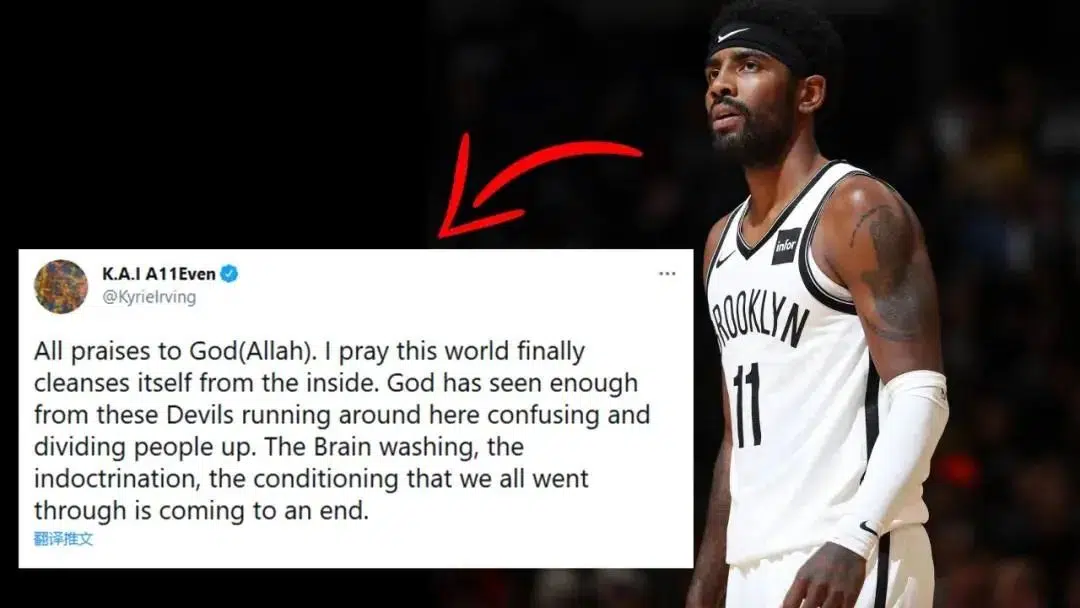 K.A.I A11Even
@KyrieIrving
All praises to God(Allah). I pray this world finally
cleanses itself from the inside. God has seen enough
from these Devils running around here confusing and
dividing people up. The Brain washing, the
indoctrination, the conditioning that we all went
through is coming to an end.
翻译推文
infor
BROOKLYN
11